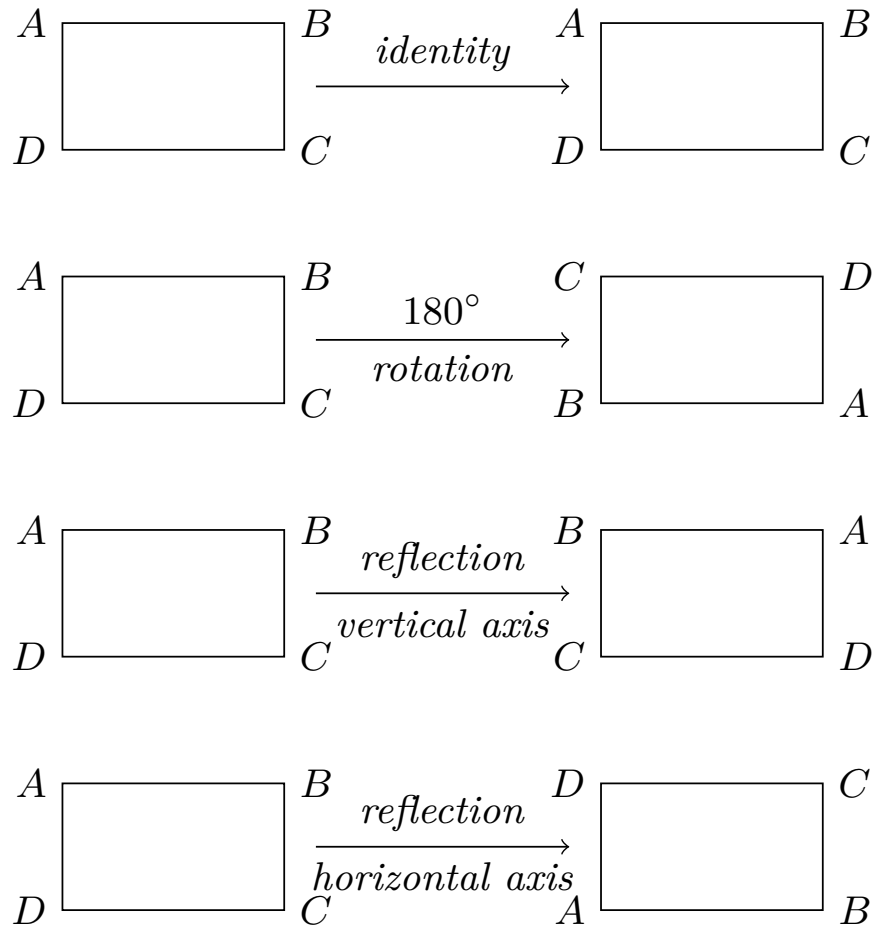 A B identity A B
D C D C
A B 180° C D
rotation
D C B A
A B reflection B A
vertical axis
D C C D
A B reflection D C
horizontal axis
D C A B